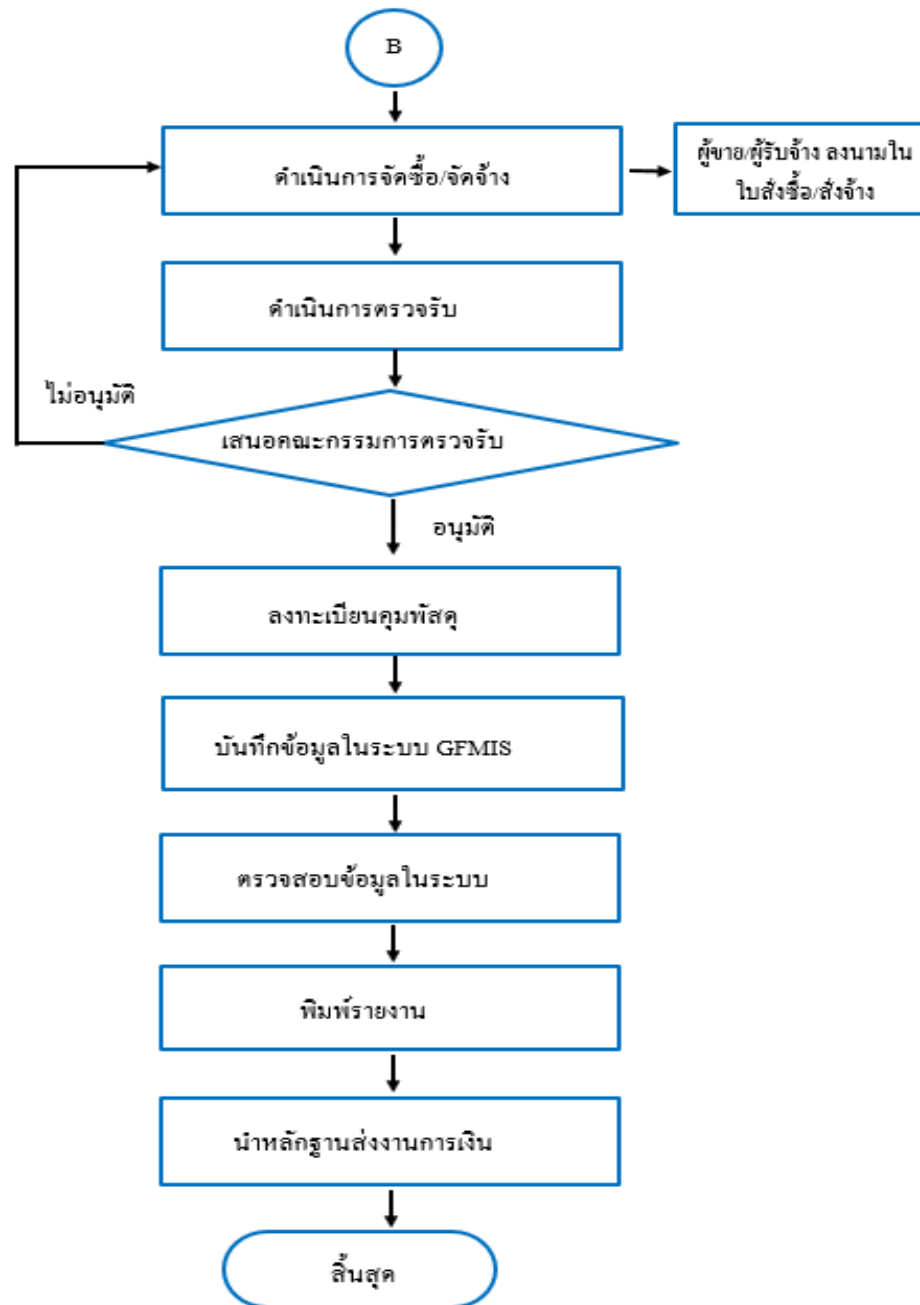 B
ดำเนินการจัดซื้อ/จัดจ้าง
ผู้ขาย/ผู้รับจ้าง ลงนามใน
ใบสั่งซื้อ/สั่งจ้าง
ดำเนินการตรวจรับ
ไม่อนุมัติ
เสนอคณะกรรมการตรวจรับ
อนุมัติ
ลงทะเบียนคุมพัสดุ
บันทึกข้อมูลในระบบ GFMIS
ตรวจสอบข้อมูลในระบบ
พิมพ์รายงาน
นำหลักฐานส่งงานการเงิน
สิ้นสุด